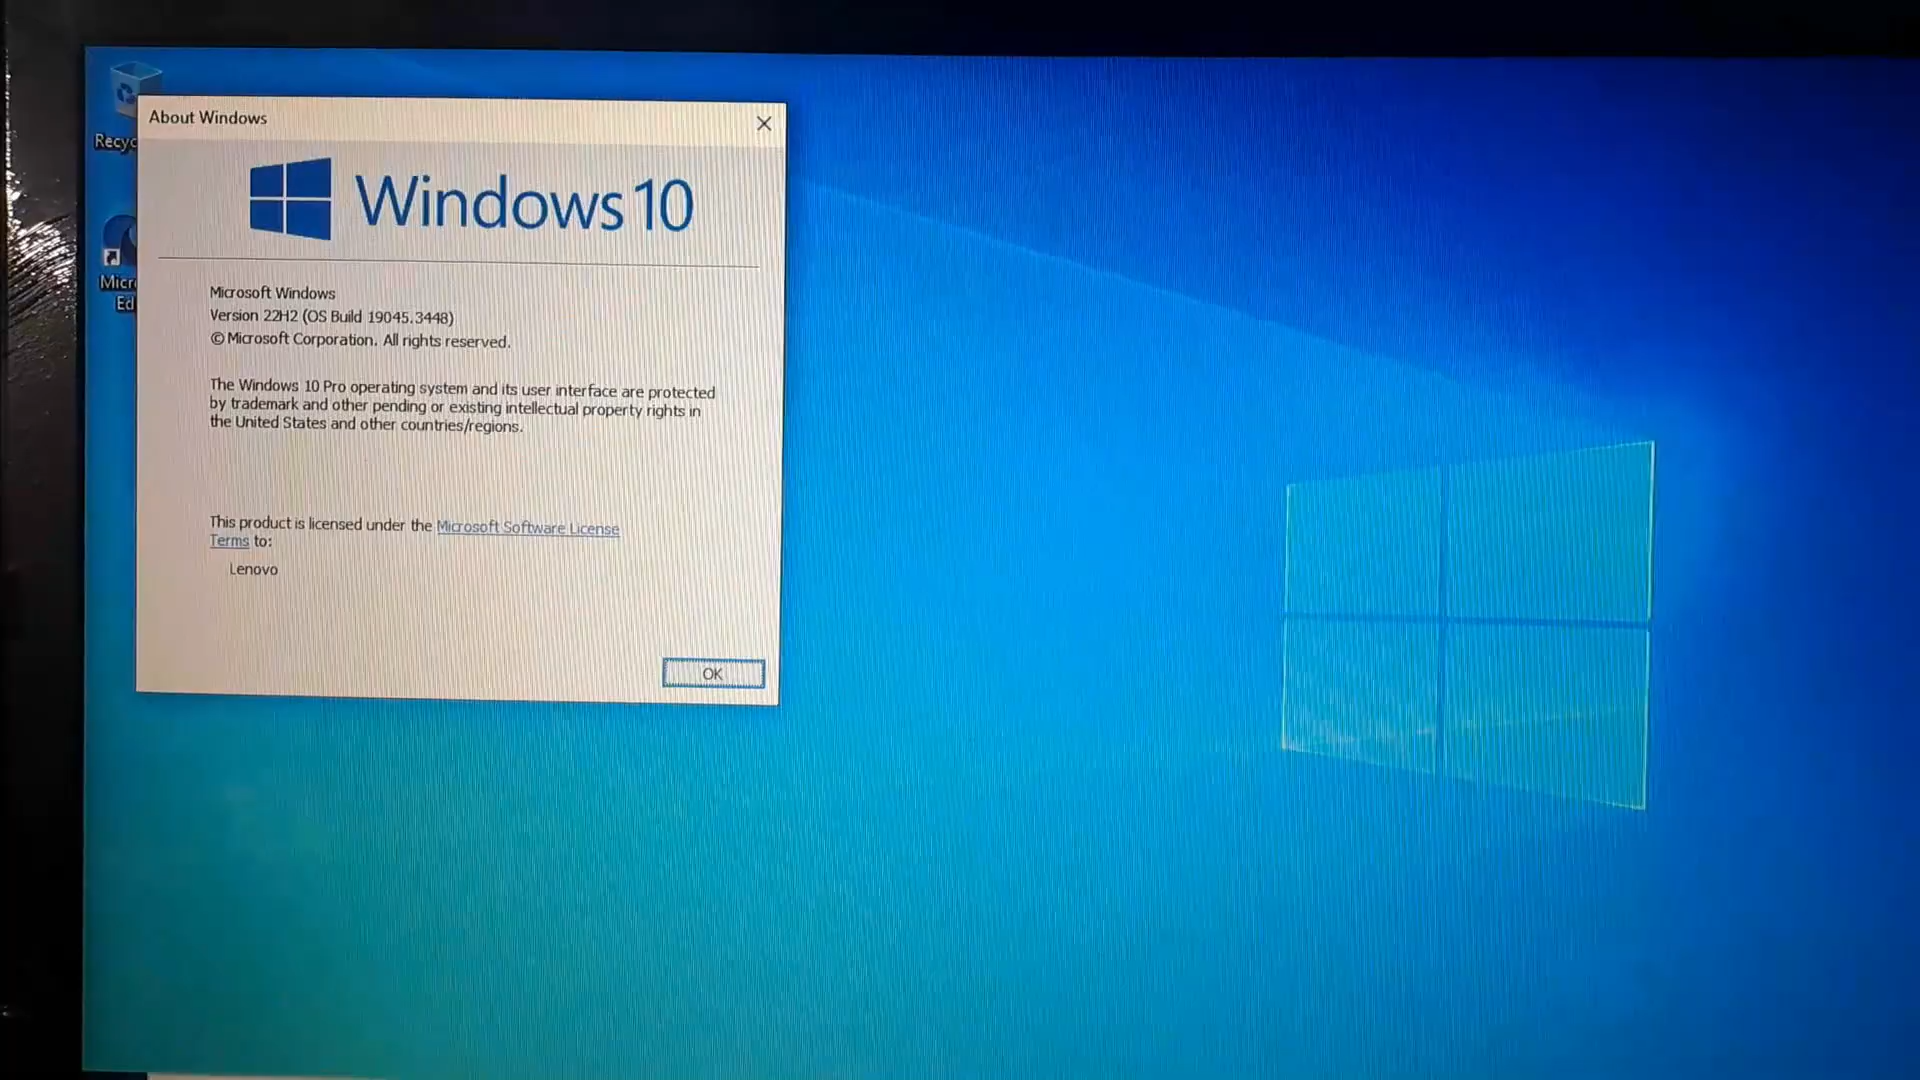 About Windows
Windows 10
Microsoft Windows
Version 22H2 (OS Build 19045.3448)
© Microsoft Corporation. All rights reserved.
The Windows 10 Pro operating system and its user interface are protected
by trademark and other pending or existing intellectual property rights in
the United States and other countries/regions.
This product is licensed under the Microsoft Software License
Terms to:
Lenovo
OK
Recyc
Micr
Ed